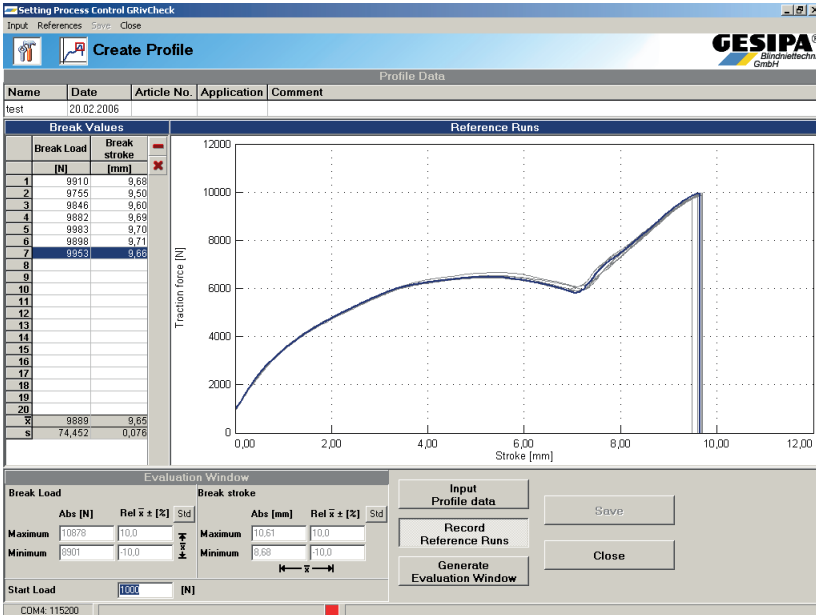 Setting Process Control GRivCheck
Input References Save Close
Create Profile
GESIPA®
Blindniettechnik
GmbH
Profile Data
Name Date Article No. Application Comment
test 20.02.2006
Break Values
Reference Runs
Break Load Break stroke
[N] [mm]
1 9910 9,68
2 9755 9,50
3 9846 9,60
4 9882 9,69
5 9983 9,70
6 9898 9,71
7 9953 9,66
8
9
10
11
12
13
14
15
16
17
18
19
20
x̅ 9889 9,65
s 74,452 0,076
12000
10000
8000
6000
4000
2000
0
Traction force [N]
0,00 2,00 4,00 6,00 8,00 10,00 12,00
Stroke [mm]
Evaluation Window
Break Load Break stroke
Abs [N] Rel x̅ ± [%] Std Abs [mm] Rel x̅ ± [%] Std
Maximum 10878 10,0 Maximum 10,61 10,0
Minimum 8901 -10,0 x̅ Minimum 8,68 -10,0
x̅
Start Load 1000 [N]
Input
Profile data
Record
Reference Runs
Generate
Evaluation Window
Save
Close
COM4: 115200